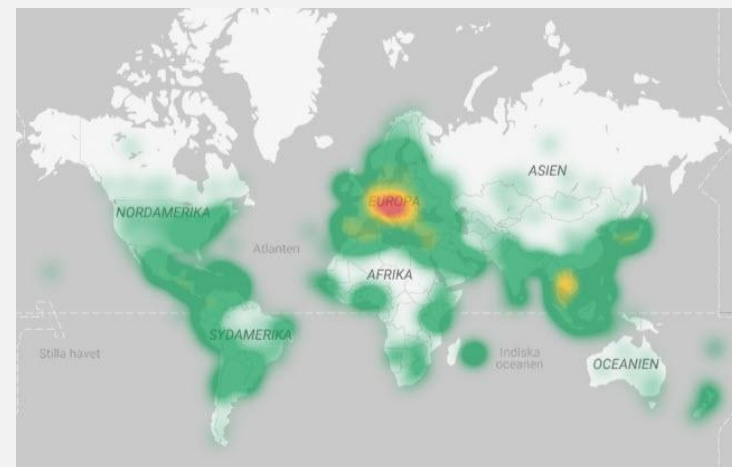 ASIEN
EUROPA
NORDAMERIKA
Atlanten
AFRIKA
SYDAMERIKA
Stilla havet
Indiska
oceanen
OCEANIEN